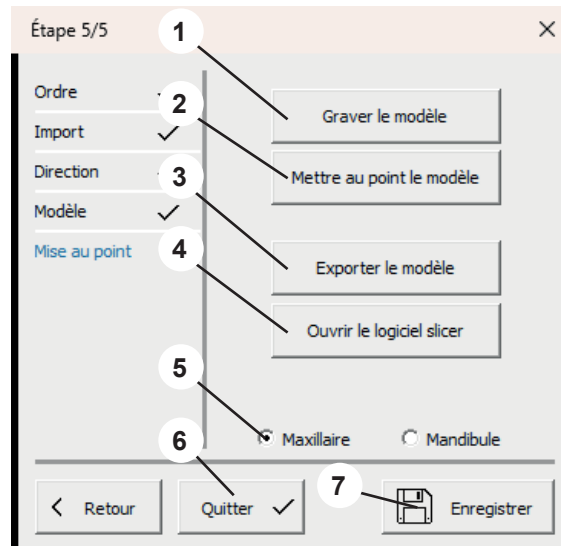 Étape 5/5
1
Ordre
2
Graver le modèle
Import
Direction
3
Mettre au point le modèle
Modèle
Mise au point
4
Exporter le modèle
Ouvrir le logiciel slicer
5
Maxillaire
Mandibule
6
7
Retour
Quitter
Enregistrer